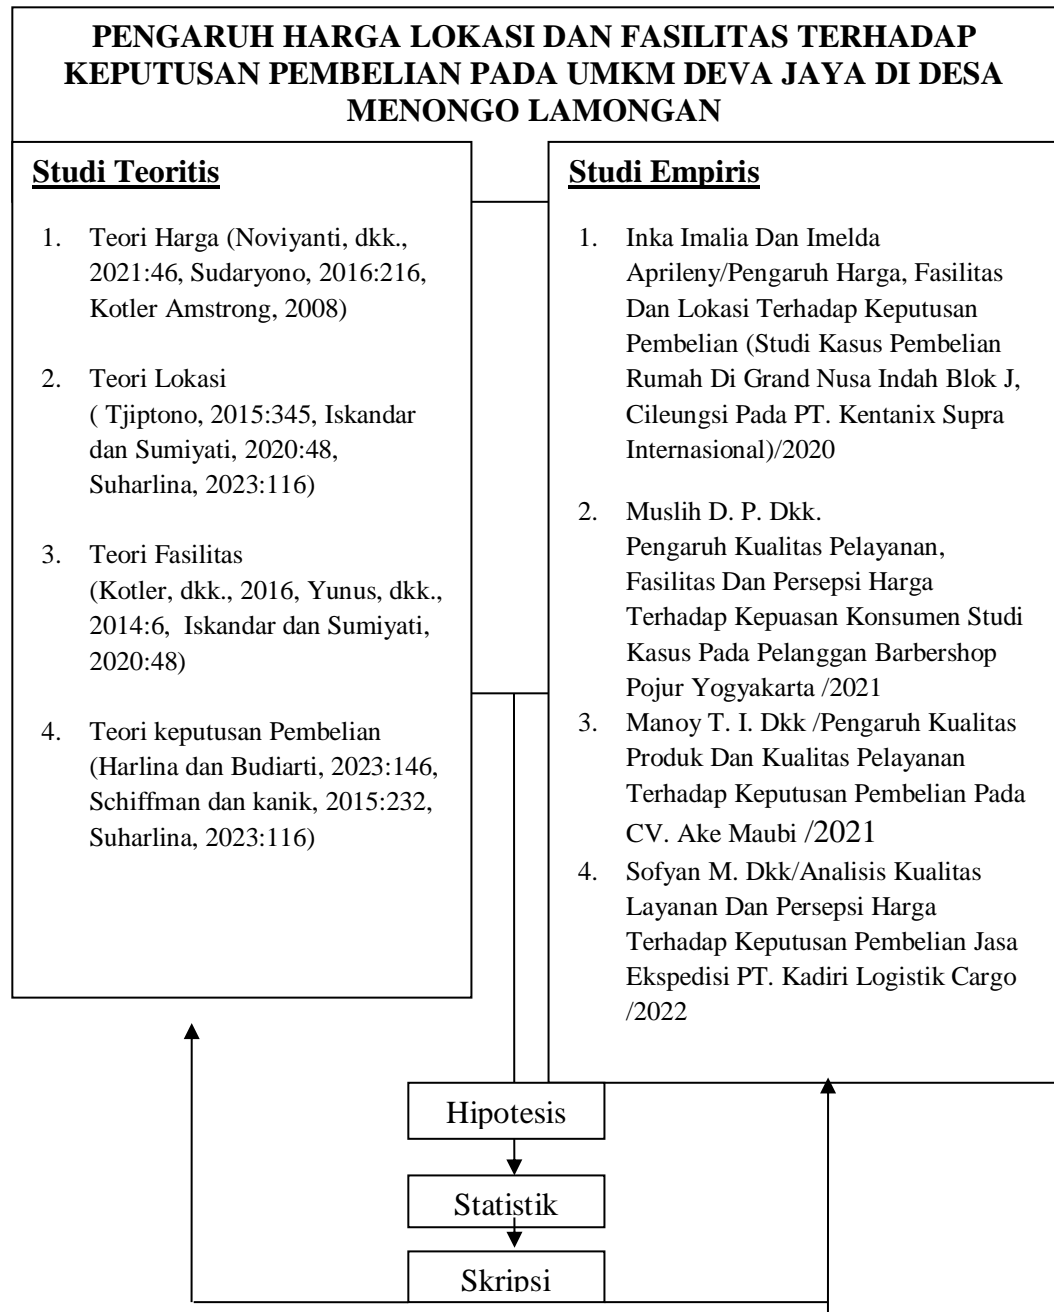 PENGARUH HARGA LOKASI DAN FASILITAS TERHADAP
KEPUTUSAN PEMBELIAN PADA UMKM DEVA JAYA DI DESA
MENONGO LAMONGAN
Studi Teoritis
1. Teori Harga (Noviyanti, dkk.,
2021:46, Sudaryono, 2016:216,
Kotler Amstrong, 2008)
2. Teori Lokasi
( Tjiptono, 2015:345, Iskandar
dan Sumiyati, 2020:48,
Suharlina, 2023:116)
3. Teori Fasilitas
(Kotler, dkk., 2016, Yunus, dkk.,
2014:6, Iskandar dan Sumiyati,
2020:48)
4. Teori keputusan Pembelian
(Harlina dan Budiarti, 2023:146,
Schiffman dan kanik, 2015:232,
Suharlina, 2023:116)
Studi Empiris
1. Inka Imalia Dan Imelda
Aprileny/Pengaruh Harga, Fasilitas
Dan Lokasi Terhadap Keputusan
Pembelian (Studi Kasus Pembelian
Rumah Di Grand Nusa Indah Blok J,
Cileungsi Pada PT. Kentanix Supra
Internasional)/2020
2. Muslih D. P. Dkk.
Pengaruh Kualitas Pelayanan,
Fasilitas Dan Persepsi Harga
Terhadap Kepuasan Konsumen Studi
Kasus Pada Pelanggan Barbershop
Pojur Yogyakarta /2021
3. Manoy T. I. Dkk /Pengaruh Kualitas
Produk Dan Kualitas Pelayanan
Terhadap Keputusan Pembelian Pada
CV. Ake Maubi /2021
4. Sofyan M. Dkk/Analisis Kualitas
Layanan Dan Persepsi Harga
Terhadap Keputusan Pembelian Jasa
Ekspedisi PT. Kadiri Logistik Cargo
/2022
Hipotesis
Statistik
Skripsi